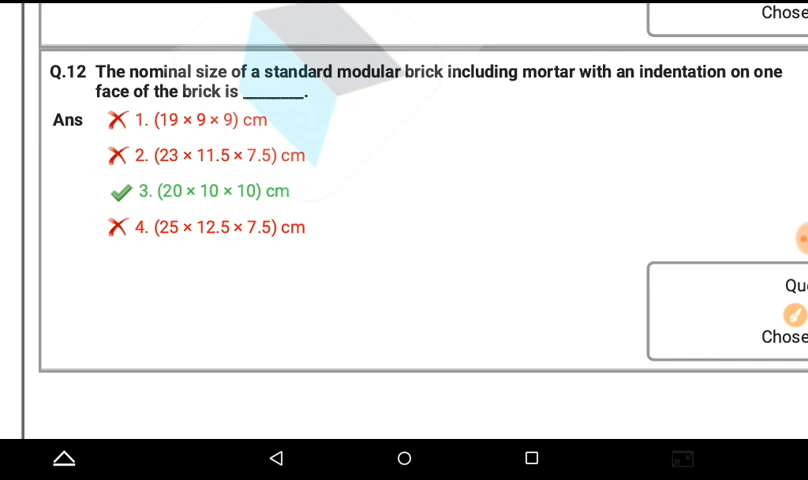 Chose
Q.12 The nominal size of a standard modular brick including mortar with an indentation on one
face of the brick is ________.
Ans 1. (19 × 9 × 9) cm
2. (23 × 11.5 × 7.5) cm
3. (20 × 10 × 10) cm
4. (25 × 12.5 × 7.5) cm
Qu
Chose